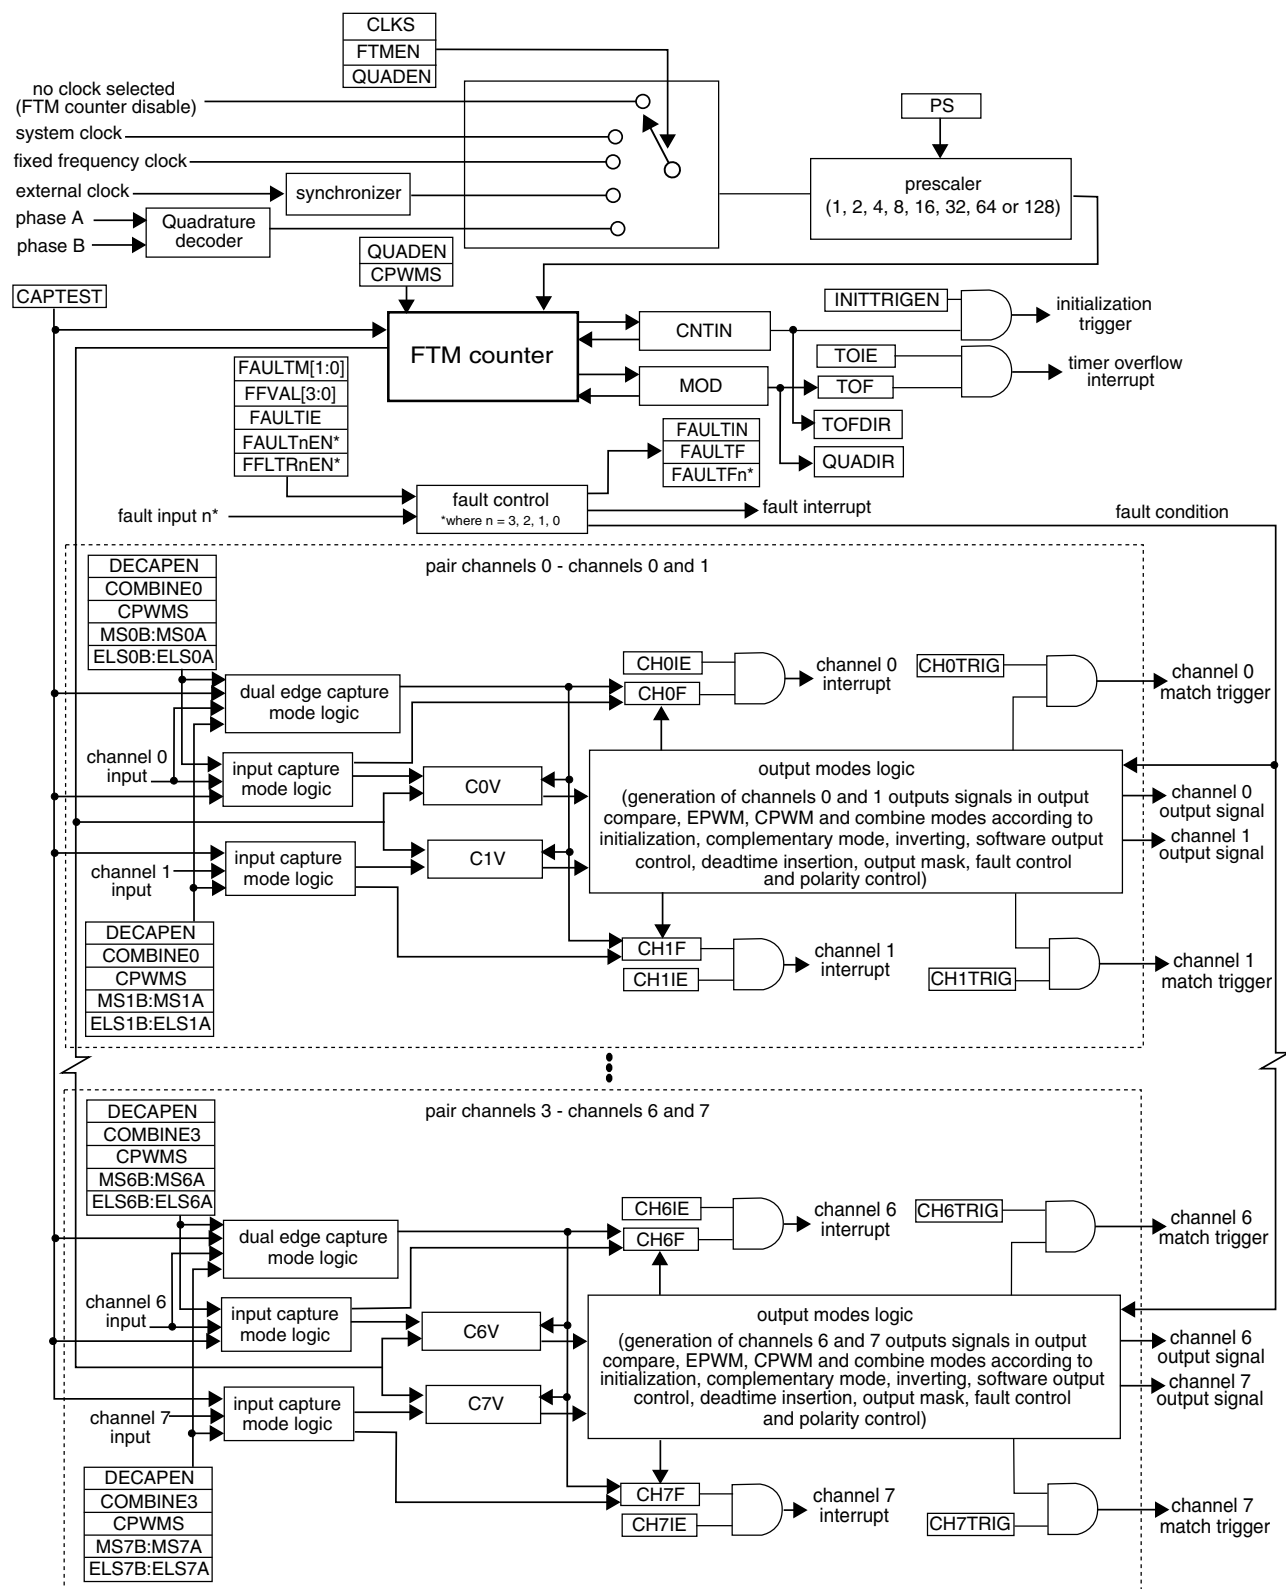 CLKS
FTMEN
QUADEN
no clock selected
(FTM counter disable)
system clock
fixed frequency clock
external clock
synchronizer
phase A
phase B
Quadrature
decoder
PS
prescaler
(1, 2, 4, 8, 16, 32, 64 or 128)
QUADEN
CPWMS
CAPTEST
FTM counter
CNTIN
MOD
INITTRIGEN
initialization
trigger
TOIE
TOF
timer overflow
interrupt
TOFDIR
QUADIR
FAULTM[1:0]
FFVAL[3:0]
FAULTIE
FAULTnEN*
FFLTRnEN*
FAULTIN
FAULTF
FAULTFn*
fault input n*
fault control
*where n = 3, 2, 1, 0
fault interrupt
fault condition
pair channels 0 - channels 0 and 1
DECAPEN
COMBINE0
CPWMS
MS0B:MS0A
ELS0B:ELS0A
dual edge capture
mode logic
channel 0
input
input capture
mode logic
C0V
CH0IE
CH0F
channel 0
interrupt
CH0TRIG
channel 0
match trigger
output modes logic
(generation of channels 0 and 1 outputs signals in output
compare, EPWM, CPWM and combine modes according to
initialization, complementary mode, inverting, software output
control, deadtime insertion, output mask, fault control
and polarity control)
channel 0
output signal
channel 1
output signal
channel 1
input
input capture
mode logic
C1V
DECAPEN
COMBINE0
CPWMS
MS1B:MS1A
ELS1B:ELS1A
CH1F
CH1IE
channel 1
interrupt
CH1TRIG
channel 1
match trigger
pair channels 3 - channels 6 and 7
DECAPEN
COMBINE3
CPWMS
MS6B:MS6A
ELS6B:ELS6A
dual edge capture
mode logic
channel 6
input
input capture
mode logic
C6V
CH6IE
CH6F
channel 6
interrupt
CH6TRIG
channel 6
match trigger
output modes logic
(generation of channels 6 and 7 outputs signals in output
compare, EPWM, CPWM and combine modes according to
initialization, complementary mode, inverting, software output
control, deadtime insertion, output mask, fault control
and polarity control)
channel 6
output signal
channel 7
output signal
channel 7
input
input capture
mode logic
C7V
DECAPEN
COMBINE3
CPWMS
MS7B:MS7A
ELS7B:ELS7A
CH7F
CH7IE
channel 7
interrupt
CH7TRIG
channel 7
match trigger